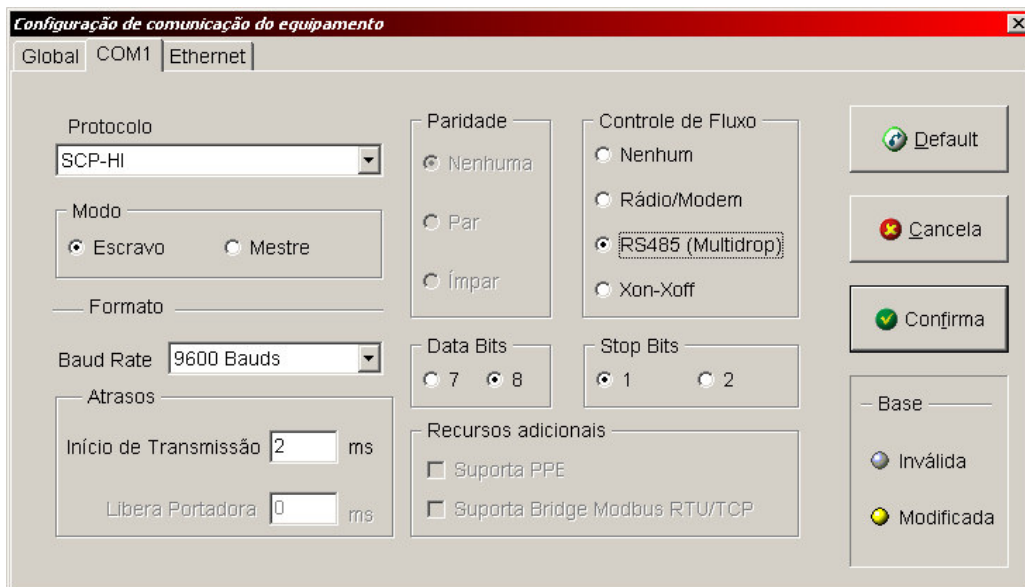 Configuração de comunicação do equipamento
Global COM1 Ethernet
Protocolo
SCP-HI
Modo
Escravo Mestre
Formato
Baud Rate 9600 Bauds
Atrasos
Início de Transmissão 2 ms
Libera Portadora 0 ms
Paridade
Nenhuma
Par
Ímpar
Controle de Fluxo
Nenhum
Rádio/Modem
RS485 (Multidrop)
Xon-Xoff
Data Bits
7 8
Stop Bits
1 2
Recursos adicionais
Suporta PPE
Suporta Bridge Modbus RTU/TCP
Default
Cancela
Confirma
Base
Inválida
Modificada